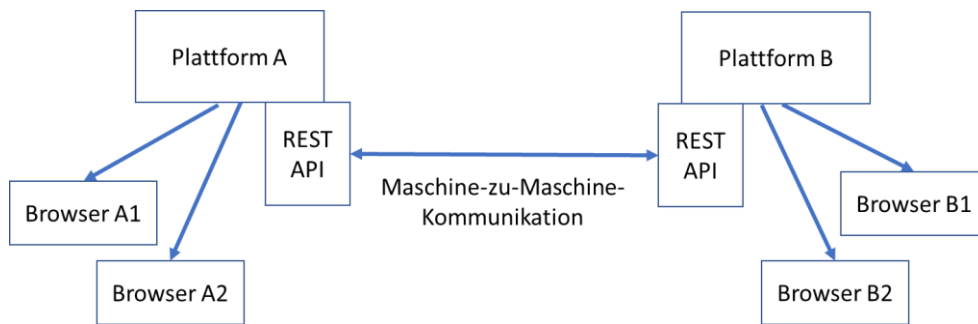 Plattform A
Plattform B
REST
API
REST
API
Maschine-zu-Maschine-
Kommunikation
Browser A1
Browser B1
Browser A2
Browser B2